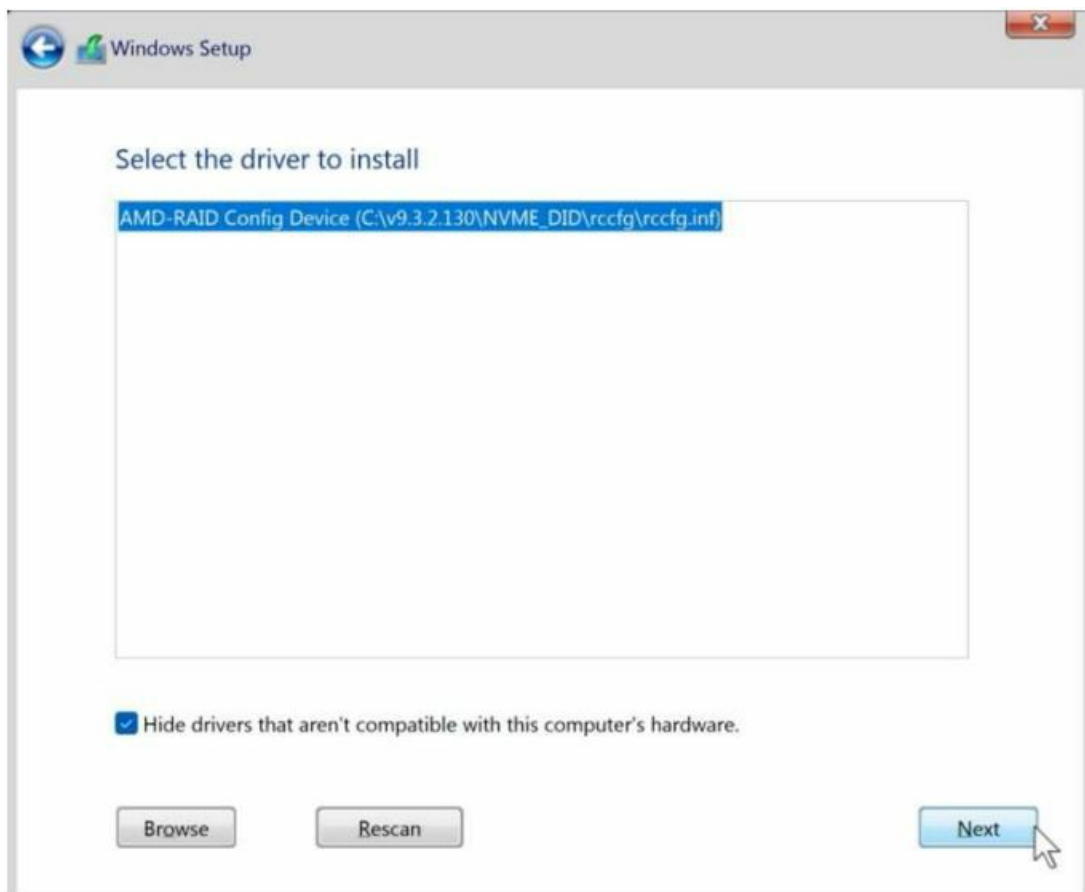 Windows Setup
Select the driver to install
AMD-RAID Config Device (C:\v9.3.2.130\NVME_DID\rccfg\rccfg.inf)
Hide drivers that aren't compatible with this computer's hardware.
Browse Rescan Next